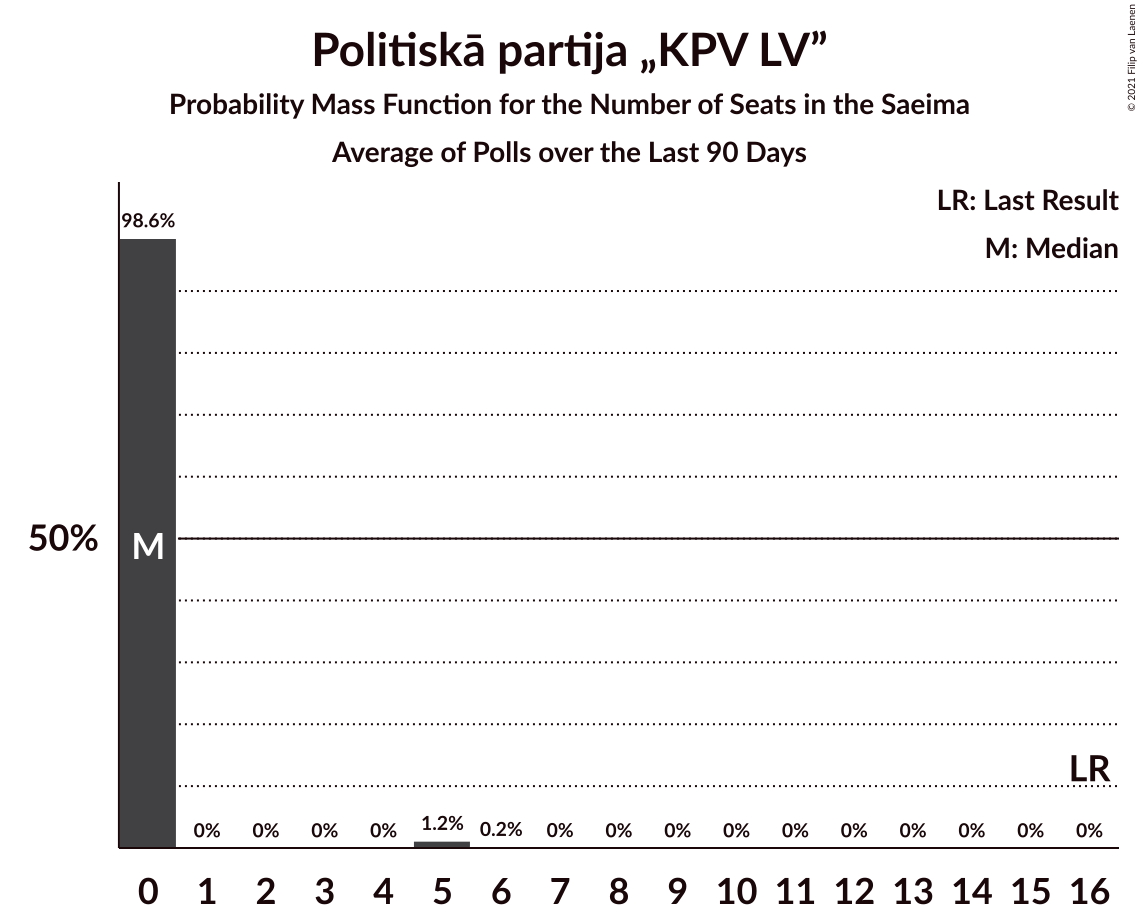 Politiskā partija „KPV LV”
Probability Mass Function for the Number of Seats in the Saeima
Average of Polls over the Last 90 Days
© 2021 Filip van Laenen
LR: Last Result
M: Median
98.6%
50%
M
LR
0% 0% 0% 0% 1.2% 0.2% 0% 0% 0% 0% 0% 0% 0% 0% 0% 0%
0 1 2 3 4 5 6 7 8 9 10 11 12 13 14 15 16